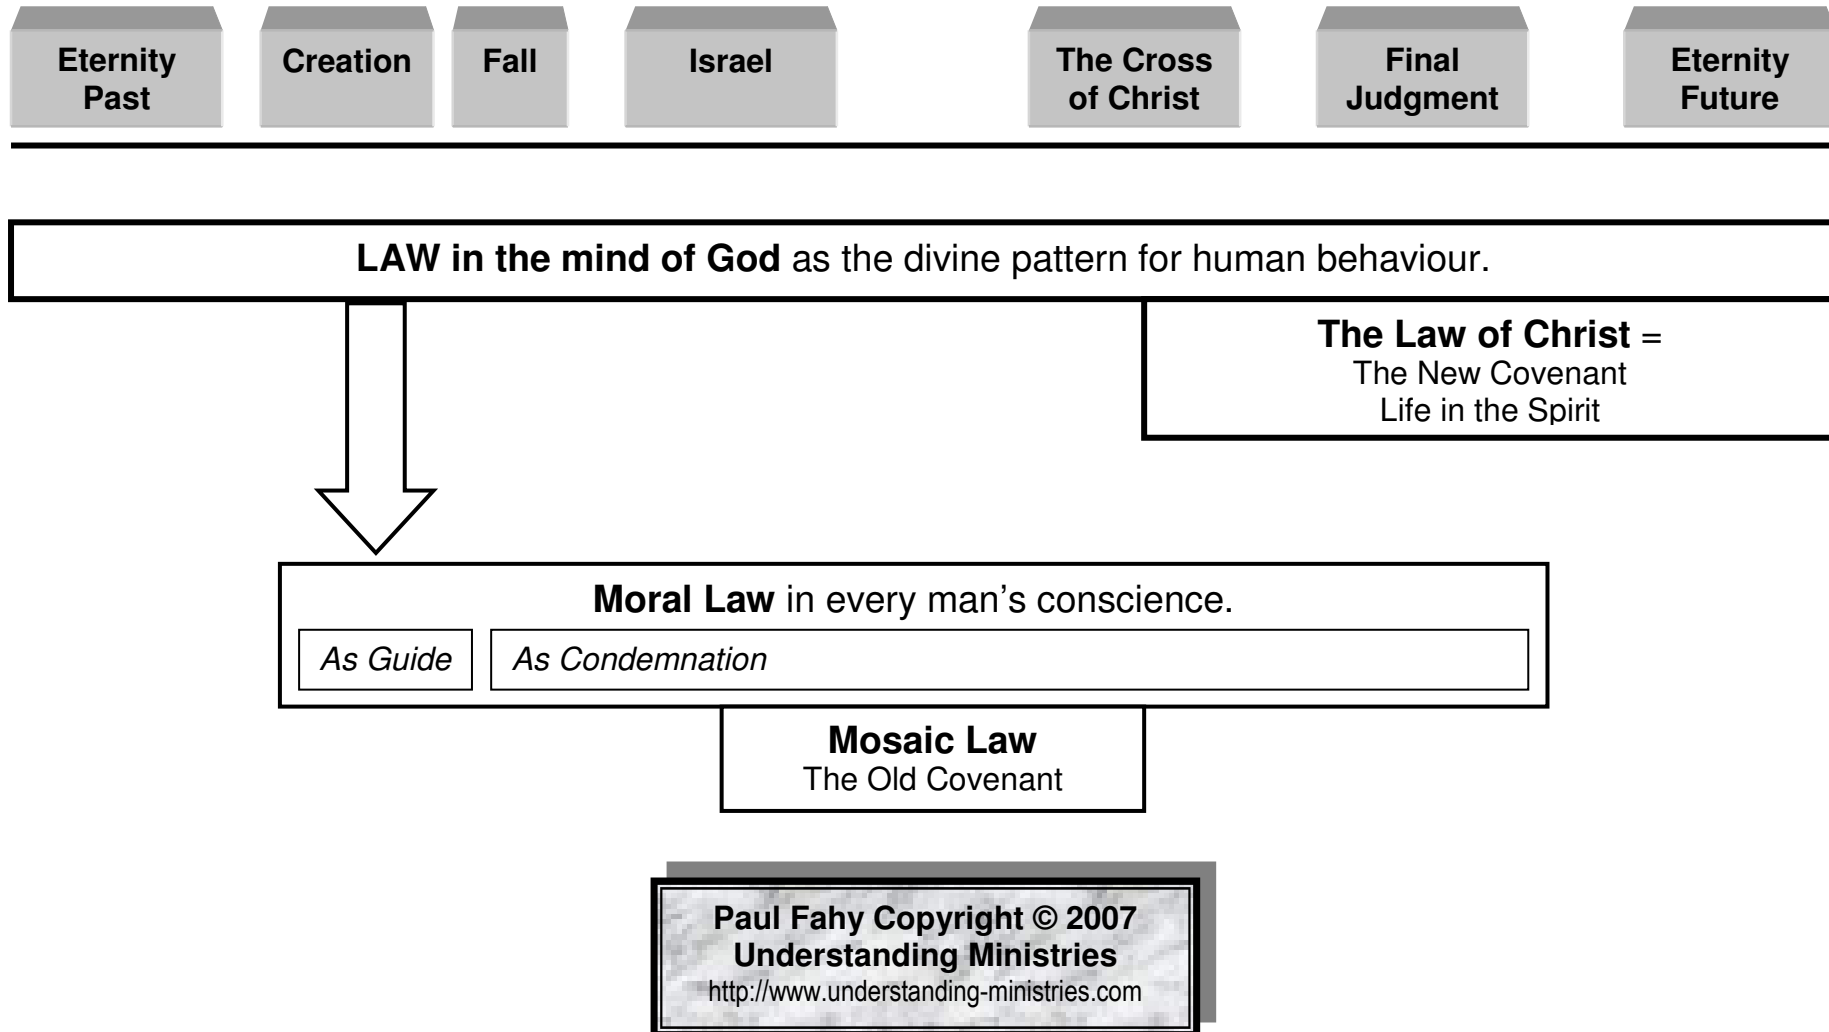 Eternity
Past
Creation
Fall
Israel
The Cross
of Christ
Final
Judgment
Eternity
Future
LAW in the mind of God as the divine pattern for human behaviour.
The Law of Christ =
The New Covenant
Life in the Spirit
Moral Law in every man's conscience.
As Guide
As Condemnation
Mosaic Law
The Old Covenant
Paul Fahy Copyright © 2007
Understanding Ministries
http://www.understanding-ministries.com